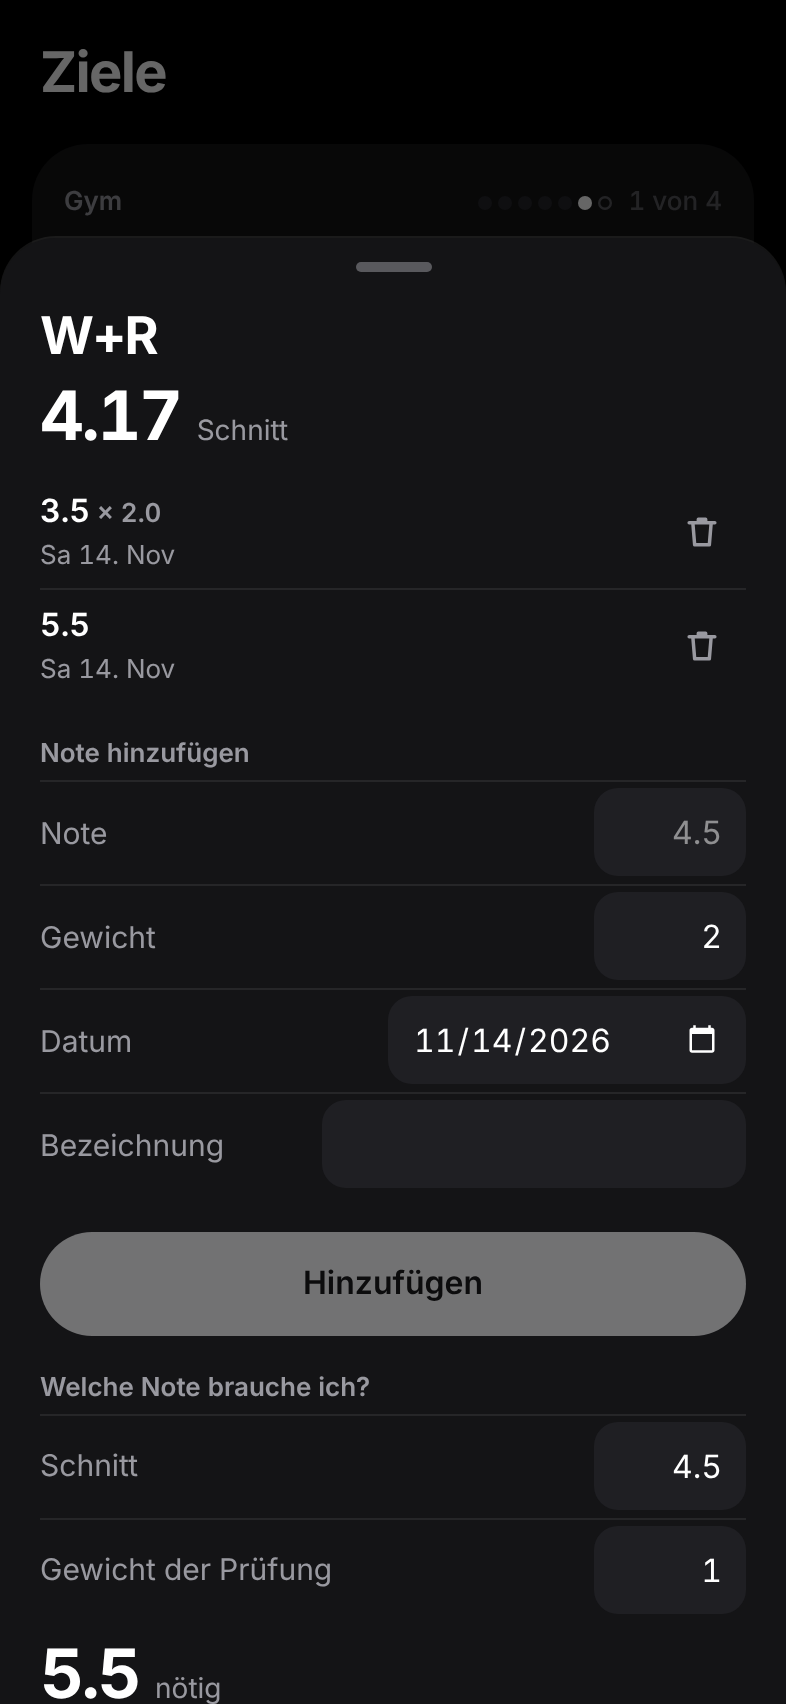 Ziele
Gym 1 von 4
W+R
4.17 Schnitt
3.5 × 2.0
Sa 14. Nov
5.5
Sa 14. Nov
Note hinzufügen
Note 4.5
Gewicht 2
Datum 11/14/2026
Bezeichnung
Hinzufügen
Welche Note brauche ich?
Schnitt 4.5
Gewicht der Prüfung 1
5.5 nötig